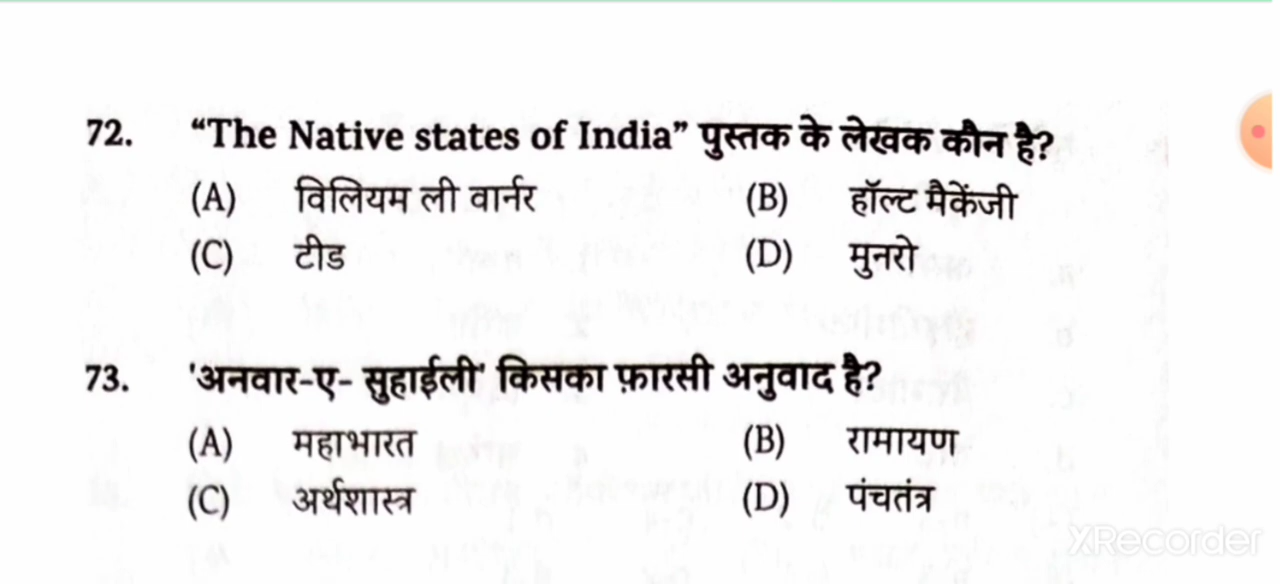 72. “The Native states of India” पुस्तक के लेखक कौन है?
(A) विलियम ली वार्नर (B) हॉल्ट मैकेंजी
(C) टीड (D) मुनरो
73. 'अनवार-ए- सुहाईली' किसका फ़ारसी अनुवाद है?
(A) महाभारत (B) रामायण
(C) अर्थशास्त्र (D) पंचतंत्र
XRecorder